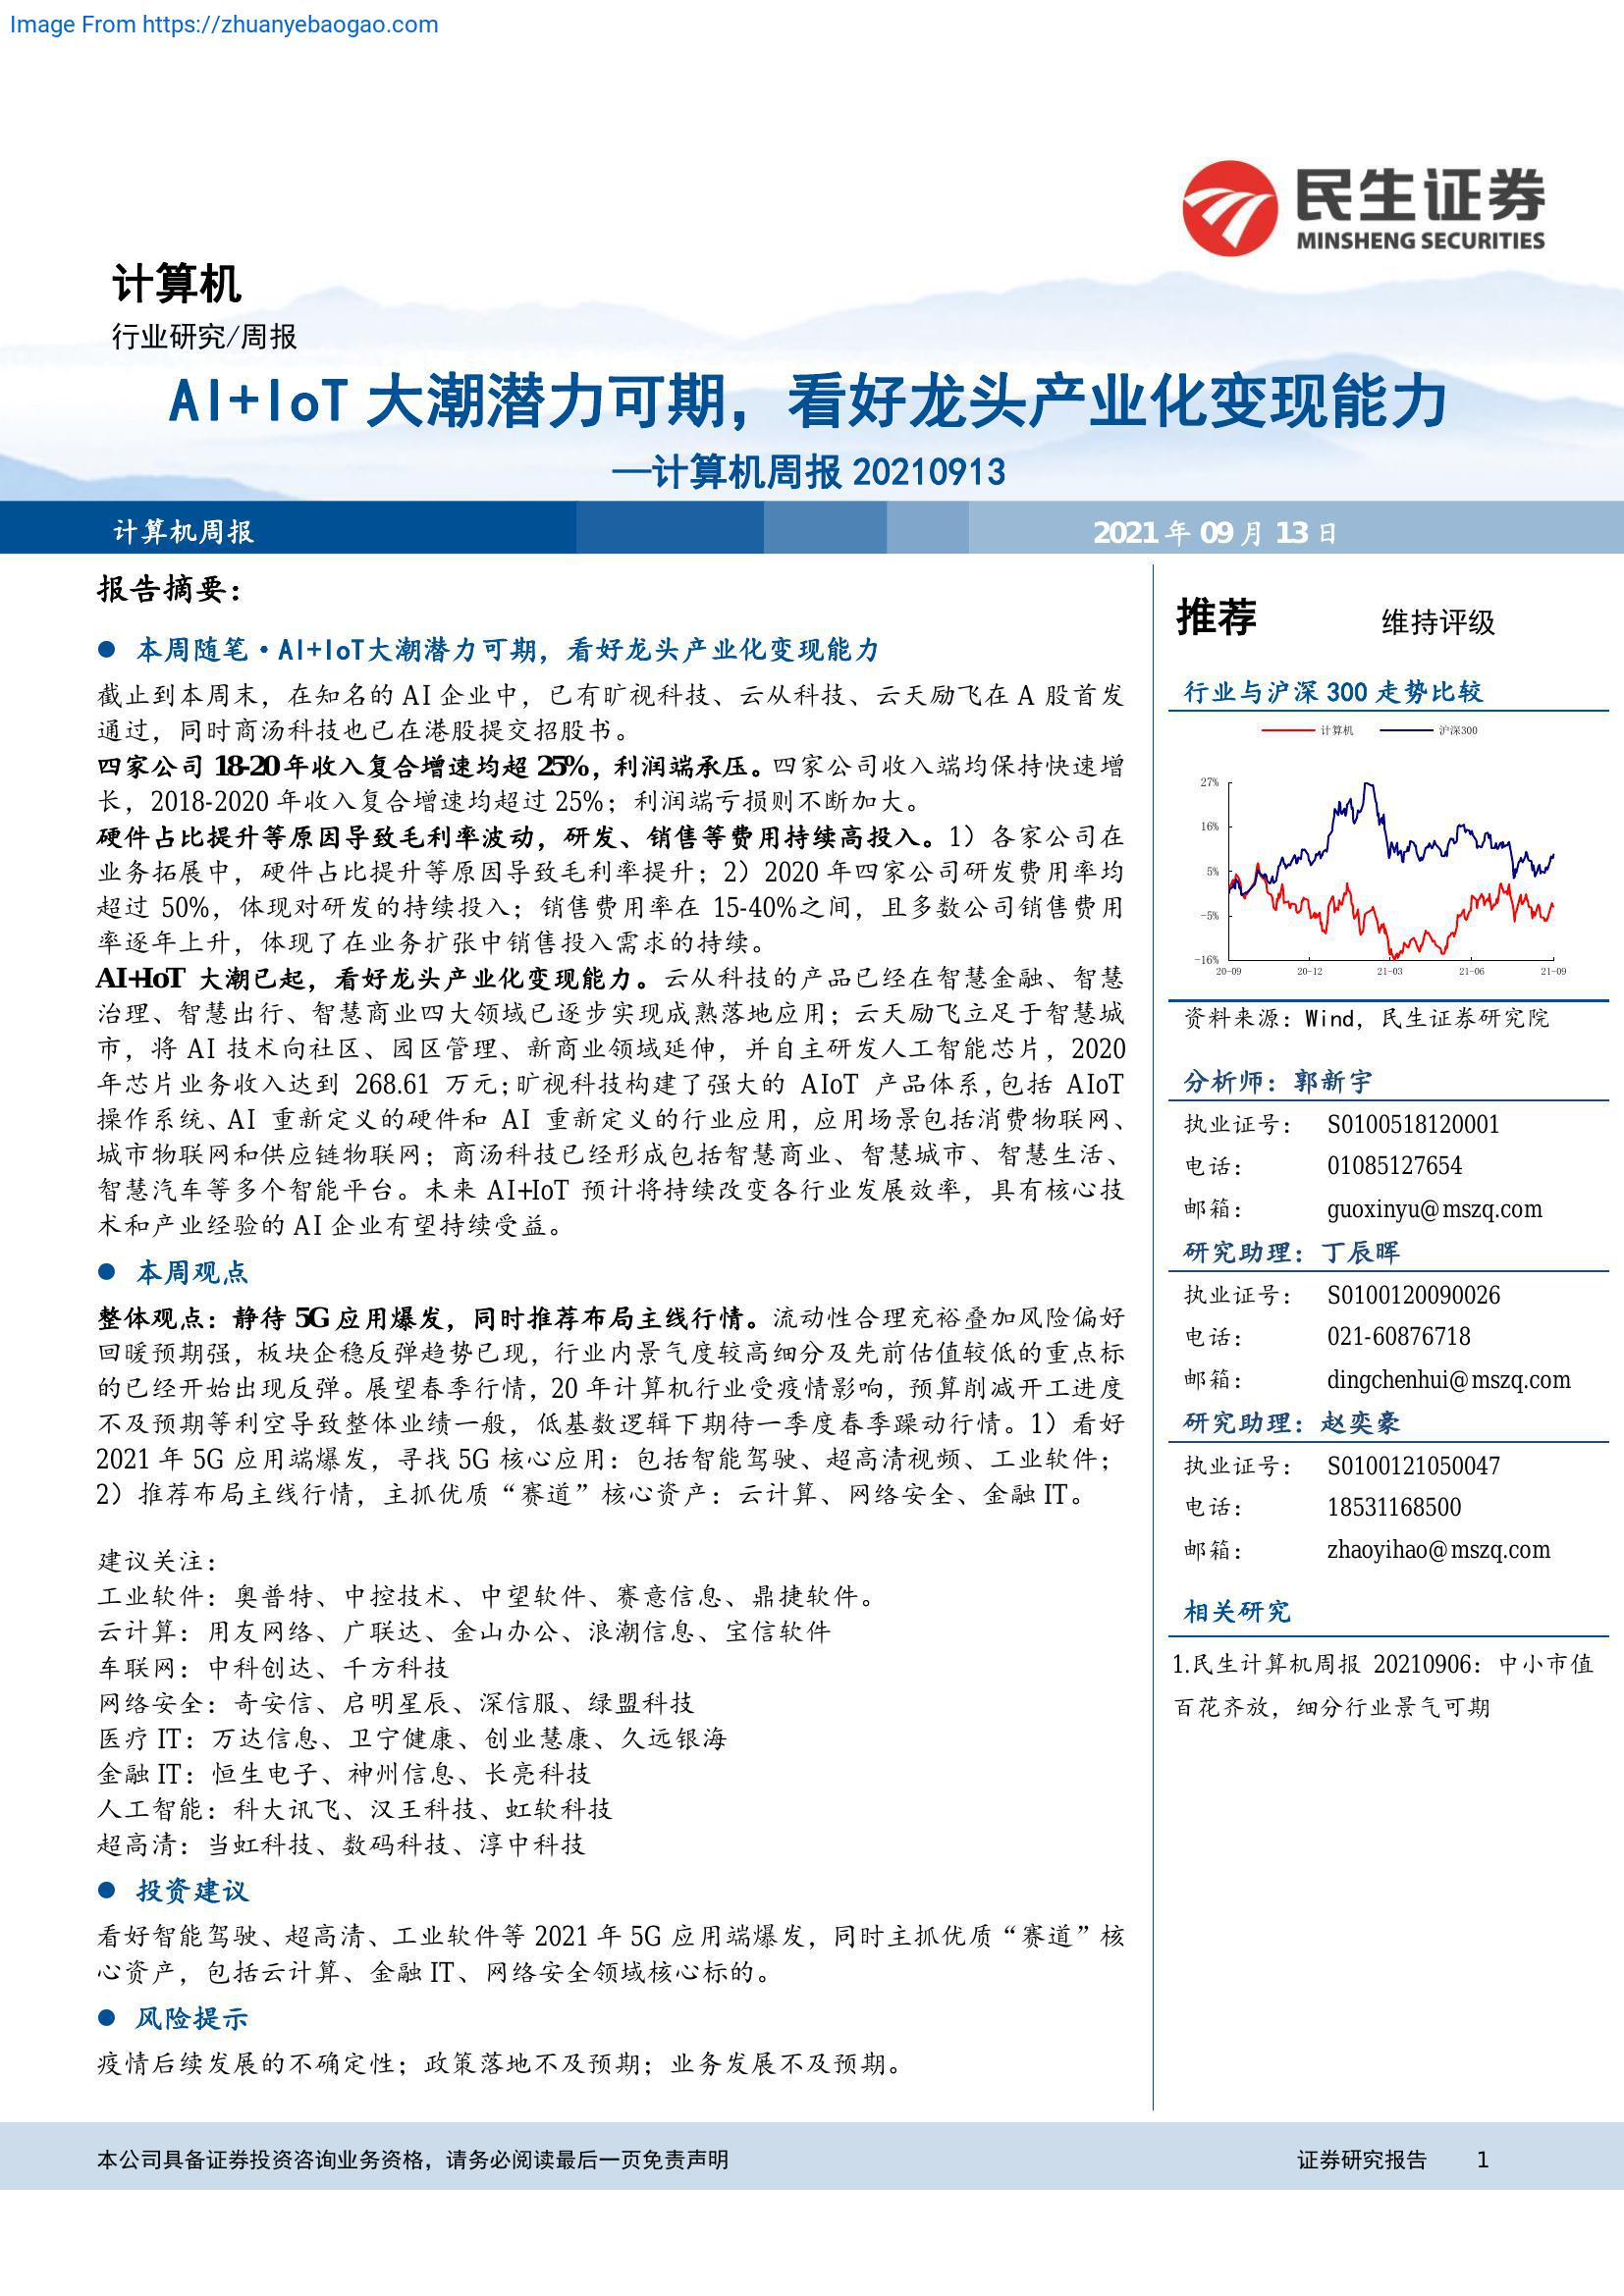 Image From https://zhuanyebaogao.com
民生证券
MINSHENG SECURITIES
计算机
行业研究/周报
AI+IoT 大潮潜力可期，看好龙头产业化变现能力
—计算机周报 20210913
计算机周报
2021 年 09 月 13 日
报告摘要：
● 本周随笔·AI+IoT大潮潜力可期，看好龙头产业化变现能力
截止到本周末，在知名的 AI 企业中，已有旷视科技、云从科技、云天励飞在 A 股首发
通过，同时商汤科技也已在港股提交招股书。
四家公司 18-20 年收入复合增速均超 25%，利润端承压。四家公司收入端均保持快速增
长，2018-2020 年收入复合增速均超过 25%；利润端亏损则不断加大。
硬件占比提升等原因导致毛利率波动，研发、销售等费用持续高投入。1）各家公司在
业务拓展中，硬件占比提升等原因导致毛利率提升；2）2020 年四家公司研发费用率均
超过 50%，体现对研发的持续投入；销售费用率在 15-40%之间，且多数公司销售费用
率逐年上升，体现了在业务扩张中销售投入需求的持续。
AI+IoT 大潮已起，看好龙头产业化变现能力。云从科技的产品已经在智慧金融、智慧
治理、智慧出行、智慧商业四大领域已逐步实现成熟落地应用；云天励飞立足于智慧城
市，将 AI 技术向社区、园区管理、新商业领域延伸，并自主研发人工智能芯片，2020
年芯片业务收入达到 268.61 万元；旷视科技构建了强大的 AIoT 产品体系，包括 AIoT
操作系统、AI 重新定义的硬件和 AI 重新定义的行业应用，应用场景包括消费物联网、
城市物联网和供应链物联网；商汤科技已经形成包括智慧商业、智慧城市、智慧生活、
智慧汽车等多个智能平台。未来 AI+IoT 预计将持续改变各行业发展效率，具有核心技
术和产业经验的 AI 企业有望持续受益。
● 本周观点
整体观点：静待 5G 应用爆发，同时推荐布局主线行情。流动性合理充裕叠加风险偏好
回暖预期强，板块企稳反弹趋势已现，行业内景气度较高细分及先前估值较低的重点标
的已经开始出现反弹。展望春季行情，20 年计算机行业受疫情影响，预算削减开工进度
不及预期等利空导致整体业绩一般，低基数逻辑下期待一季度春季躁动行情。1）看好
2021 年 5G 应用端爆发，寻找 5G 核心应用：包括智能驾驶、超高清视频、工业软件；
2）推荐布局主线行情，主抓优质“赛道”核心资产：云计算、网络安全、金融 IT。
建议关注：
工业软件：奥普特、中控技术、中望软件、赛意信息、鼎捷软件。
云计算：用友网络、广联达、金山办公、浪潮信息、宝信软件
车联网：中科创达、千方科技
网络安全：奇安信、启明星辰、深信服、绿盟科技
医疗 IT：万达信息、卫宁健康、创业慧康、久远银海
金融 IT：恒生电子、神州信息、长亮科技
人工智能：科大讯飞、汉王科技、虹软科技
超高清：当虹科技、数码科技、淳中科技
● 投资建议
看好智能驾驶、超高清、工业软件等 2021 年 5G 应用端爆发，同时主抓优质“赛道”核
心资产，包括云计算、金融 IT、网络安全领域核心标的。
● 风险提示
疫情后续发展的不确定性；政策落地不及预期；业务发展不及预期。
推荐 维持评级
行业与沪深 300 走势比较
计算机 沪深300
27%
16%
5%
-5%
-16%
20-09 20-12 21-03 21-06 21-09
资料来源：Wind，民生证券研究院
分析师：郭新宇
执业证号： S0100518120001
电话： 01085127654
邮箱： guoxinyu@mszq.com
研究助理：丁辰晖
执业证号： S0100120090026
电话： 021-60876718
邮箱： dingchenhui@mszq.com
研究助理：赵奕豪
执业证号： S0100121050047
电话： 18531168500
邮箱： zhaoyihao@mszq.com
相关研究
1.民生计算机周报 20210906：中小市值
百花齐放，细分行业景气可期
本公司具备证券投资咨询业务资格，请务必阅读最后一页免责声明
证券研究报告 1